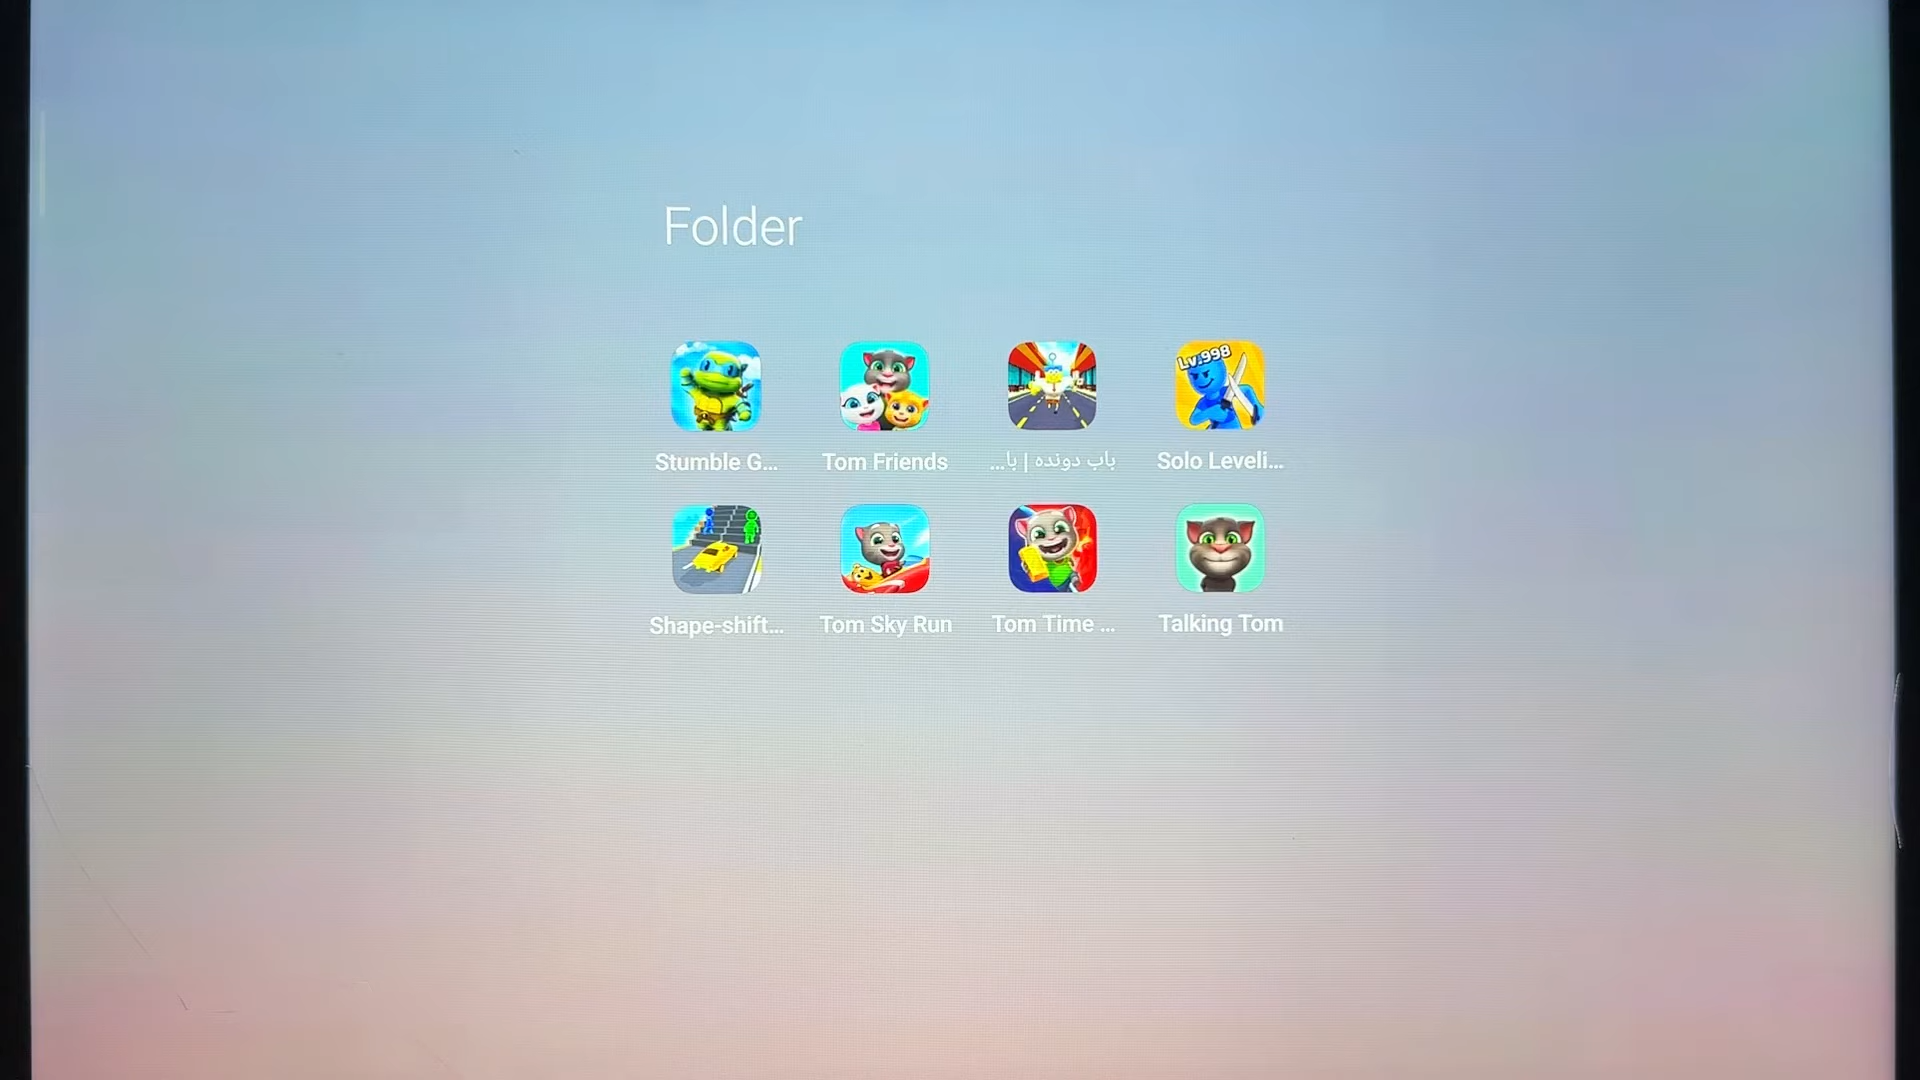 Folder
Stumble G...
Tom Friends
باب دونده | با...
Lv.998
Solo Leveli...
Shape-shift...
Tom Sky Run
Tom Time ...
Talking Tom